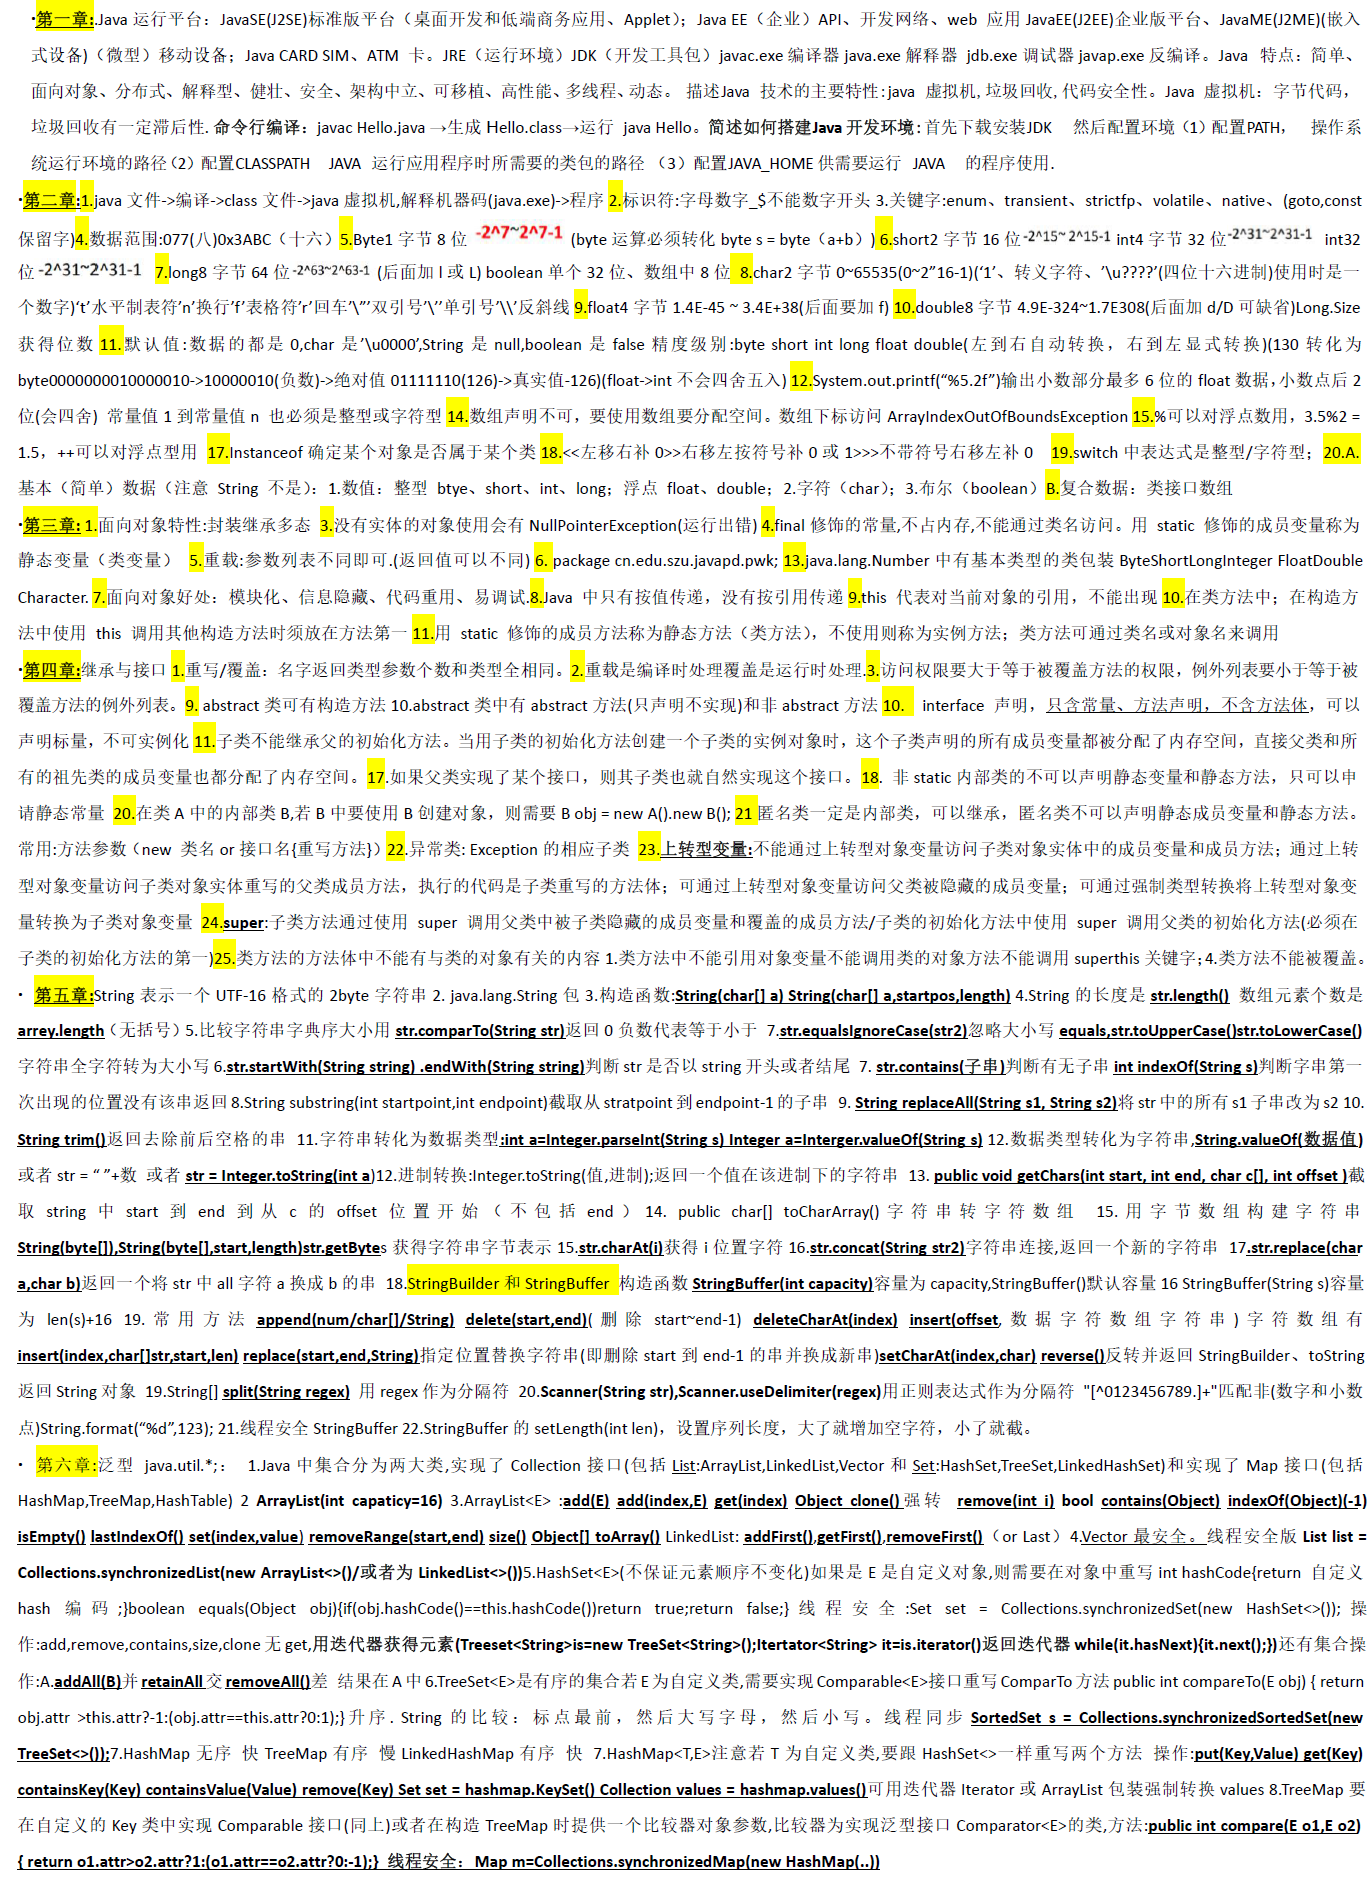 ·第一章:.Java 运行平台：JavaSE(J2SE)标准版平台（桌面开发和低端商务应用、Applet）；Java EE（企业）API、开发网络、web 应用 JavaEE(J2EE)企业版平台、JavaME(J2ME)(嵌入
式设备)（微型）移动设备；Java CARD SIM、ATM 卡。JRE（运行环境）JDK（开发工具包）javac.exe 编译器 java.exe 解释器 jdb.exe 调试器 javap.exe 反编译。Java 特点：简单、
面向对象、分布式、解释型、健壮、安全、架构中立、可移植、高性能、多线程、动态。 描述Java 技术的主要特性:java 虚拟机,垃圾回收,代码安全性。Java 虚拟机：字节代码，
垃圾回收有一定滞后性. 命令行编译：javac Hello.java →生成 Hello.class→运行 java Hello。简述如何搭建Java 开发环境: 首先下载安装JDK 然后配置环境（1）配置PATH， 操作系
统运行环境的路径（2）配置CLASSPATH JAVA 运行应用程序时所需要的类包的路径 （3）配置JAVA_HOME 供需要运行 JAVA 的程序使用.
·第二章:1.java 文件->编译->class 文件->java 虚拟机,解释机器码(java.exe)->程序 2.标识符:字母数字_$不能数字开头 3.关键字:enum、transient、strictfp、volatile、native、(goto,const
保留字)4.数据范围:077(八)0x3ABC（十六）5.Byte1 字节 8 位 -2^7~2^7-1 (byte 运算必须转化 byte s = byte（a+b）) 6.short2 字节 16 位-2^15~ 2^15-1 int4 字节 32 位-2^31~2^31-1 int32
位 -2^31~2^31-1 7.long8 字节 64 位-2^63~2^63-1 (后面加 l 或 L) boolean 单个 32 位、数组中 8 位 8.char2 字节 0~65535(0~2”16-1)(‘1’、转义字符、’\u????’(四位十六进制)使用时是一
个数字)‘t’水平制表符’n’换行’f’表格符’r’回车’\”’双引号’\’’单引号’\\’反斜线 9.float4 字节 1.4E-45 ~ 3.4E+38(后面要加 f) 10.double8 字节 4.9E-324~1.7E308(后面加 d/D 可缺省)Long.Size
获得位数 11.默认值:数据的都是 0,char 是’\u0000’,String 是 null,boolean 是 false 精度级别:byte short int long float double(左到右自动转换，右到左显式转换)(130 转化为
byte0000000010000010->10000010(负数)->绝对值 01111110(126)->真实值-126)(float->int 不会四舍五入) 12.System.out.printf(“%5.2f”)输出小数部分最多 6 位的 float 数据,小数点后 2
位(会四舍) 常量值 1 到常量值 n 也必须是整型或字符型 14.数组声明不可，要使用数组要分配空间。数组下标访问 ArrayIndexOutOfBoundsException 15.%可以对浮点数用，3.5%2 =
1.5，++可以对浮点型用 17.Instanceof 确定某个对象是否属于某个类 18.<<左移右补 0>>右移左按符号补 0 或 1>>>不带符号右移左补 0 19.switch 中表达式是整型/字符型；20.A.
基本（简单）数据（注意 String 不是）：1.数值：整型 btye、short、int、long；浮点 float、double；2.字符（char）；3.布尔（boolean）B.复合数据：类接口数组
·第三章: 1.面向对象特性:封装继承多态 3.没有实体的对象使用会有 NullPointerException(运行出错) 4.final 修饰的常量,不占内存,不能通过类名访问。用 static 修饰的成员变量称为
静态变量（类变量） 5.重载:参数列表不同即可.(返回值可以不同) 6. package cn.edu.szu.javapd.pwk; 13.java.lang.Number 中有基本类型的类包装 ByteShortLongInteger FloatDouble
Character. 7.面向对象好处：模块化、信息隐藏、代码重用、易调试.8.Java 中只有按值传递，没有按引用传递 9.this 代表对当前对象的引用，不能出现 10.在类方法中；在构造方
法中使用 this 调用其他构造方法时须放在方法第一 11.用 static 修饰的成员方法称为静态方法（类方法），不使用则称为实例方法；类方法可通过类名或对象名来调用
·第四章:继承与接口 1.重写/覆盖：名字返回类型参数个数和类型全相同。2.重载是编译时处理覆盖是运行时处理.3.访问权限要大于等于被覆盖方法的权限，例外列表要小于等于被
覆盖方法的例外列表。9. abstract 类可有构造方法 10.abstract 类中有 abstract 方法(只声明不实现)和非 abstract 方法 10. interface 声明，只含常量、方法声明，不含方法体，可以
声明标量，不可实例化 11.子类不能继承父的初始化方法。当用子类的初始化方法创建一个子类的实例对象时，这个子类声明的所有成员变量都被分配了内存空间，直接父类和所
有的祖先类的成员变量也都分配了内存空间。17.如果父类实现了某个接口，则其子类也就自然实现这个接口。18. 非 static 内部类的不可以声明静态变量和静态方法，只可以申
请静态常量 20.在类 A 中的内部类 B,若 B 中要使用 B 创建对象，则需要 B obj = new A().new B(); 21 匿名类一定是内部类，可以继承，匿名类不可以声明静态成员变量和静态方法。
常用:方法参数（new 类名 or 接口名{重写方法}）22.异常类: Exception 的相应子类 23.上转型变量:不能通过上转型对象变量访问子类对象实体中的成员变量和成员方法；通过上转
型对象变量访问子类对象实体重写的父类成员方法，执行的代码是子类重写的方法体；可通过上转型对象变量访问父类被隐藏的成员变量；可通过强制类型转换将上转型对象变
量转换为子类对象变量 24.super:子类方法通过使用 super 调用父类中被子类隐藏的成员变量和覆盖的成员方法/子类的初始化方法中使用 super 调用父类的初始化方法(必须在
子类的初始化方法的第一)25.类方法的方法体中不能有与类的对象有关的内容 1.类方法中不能引用对象变量不能调用类的对象方法不能调用 superthis 关键字；4.类方法不能被覆盖。
· 第五章:String 表示一个 UTF-16 格式的 2byte 字符串 2. java.lang.String 包 3.构造函数:String(char[] a) String(char[] a,startpos,length) 4.String 的长度是 str.length() 数组元素个数是
arrey.length（无括号）5.比较字符串字典序大小用 str.comparTo(String str)返回 0 负数代表等于小于 7.str.equalsIgnoreCase(str2)忽略大小写 equals,str.toUpperCase()str.toLowerCase()
字符串全字符转为大小写 6.str.startWith(String string) .endWith(String string)判断 str 是否以 string 开头或者结尾 7. str.contains(子串)判断有无子串 int indexOf(String s)判断字串第一
次出现的位置没有该串返回 8.String substring(int startpoint,int endpoint)截取从 stratpoint 到 endpoint-1 的子串 9. String replaceAll(String s1, String s2)将 str 中的所有 s1 子串改为 s2 10.
String trim()返回去除前后空格的串 11.字符串转化为数据类型:int a=Integer.parseInt(String s) Integer a=Interger.valueOf(String s) 12.数据类型转化为字符串,String.valueOf(数据值)
或者 str = “ ”+数 或者 str = Integer.toString(int a)12.进制转换:Integer.toString(值,进制);返回一个值在该进制下的字符串 13. public void getChars(int start, int end, char c[], int offset )截
取 string 中 start 到 end 到从 c 的 offset 位置开始（不包括 end）14. public char[] toCharArray()字符串转字符数组 15.用字节数组构建字符串
String(byte[]),String(byte[],start,length)str.getBytes 获得字符串字节表示 15.str.charAt(i)获得 i 位置字符 16.str.concat(String str2)字符串连接,返回一个新的字符串 17.str.replace(char
a,char b)返回一个将 str 中 all 字符 a 换成 b 的串 18.StringBuilder 和 StringBuffer 构造函数 StringBuffer(int capacity)容量为 capacity,StringBuffer()默认容量 16 StringBuffer(String s)容量
为 len(s)+16 19.常用方法 append(num/char[]/String) delete(start,end)(删除 start~end-1) deleteCharAt(index) insert(offset,数据字符数组字符串)字符数组有
insert(index,char[]str,start,len) replace(start,end,String)指定位置替换字符串(即删除 start 到 end-1 的串并换成新串)setCharAt(index,char) reverse()反转并返回 StringBuilder、toString
返回 String 对象 19.String[] split(String regex) 用 regex 作为分隔符 20.Scanner(String str),Scanner.useDelimiter(regex)用正则表达式作为分隔符 "[^0123456789.]+"匹配非(数字和小数
点)String.format(“%d”,123); 21.线程安全 StringBuffer 22.StringBuffer 的 setLength(int len)，设置序列长度，大了就增加空字符，小了就截。
· 第六章:泛型 java.util.*;： 1.Java 中集合分为两大类,实现了 Collection 接口(包括 List:ArrayList,LinkedList,Vector 和 Set:HashSet,TreeSet,LinkedHashSet)和实现了 Map 接口(包括
HashMap,TreeMap,HashTable) 2 ArrayList(int capaticy=16) 3.ArrayList<E> :add(E) add(index,E) get(index) Object clone()强转 remove(int i) bool contains(Object) indexOf(Object)(-1)
isEmpty() lastIndexOf() set(index,value) removeRange(start,end) size() Object[] toArray() LinkedList: addFirst(),getFirst(),removeFirst()（or Last）4.Vector 最安全。线程安全版 List list =
Collections.synchronizedList(new ArrayList<>()/或者为 LinkedList<>())5.HashSet<E>(不保证元素顺序不变化)如果是 E 是自定义对象,则需要在对象中重写 int hashCode{return 自定义
hash 编码;}boolean equals(Object obj){if(obj.hashCode()==this.hashCode())return true;return false;}线程安全:Set set = Collections.synchronizedSet(new HashSet<>());操
作:add,remove,contains,size,clone 无 get,用迭代器获得元素(Treeset<String>is=new TreeSet<String>();Itertator<String> it=is.iterator()返回迭代器 while(it.hasNext){it.next();})还有集合操
作:A.addAll(B)并 retainAll 交 removeAll()差 结果在 A 中 6.TreeSet<E>是有序的集合若 E 为自定义类,需要实现 Comparable<E>接口重写 ComparTo 方法 public int compareTo(E obj) { return
obj.attr >this.attr?-1:(obj.attr==this.attr?0:1);}升序. String 的比较：标点最前，然后大写字母，然后小写。线程同步 SortedSet s = Collections.synchronizedSortedSet(new
TreeSet<>());7.HashMap 无序 快 TreeMap 有序 慢 LinkedHashMap 有序 快 7.HashMap<T,E>注意若 T 为自定义类,要跟 HashSet<>一样重写两个方法 操作:put(Key,Value) get(Key)
containsKey(Key) containsValue(Value) remove(Key) Set set = hashmap.KeySet() Collection values = hashmap.values()可用迭代器 Iterator 或 ArrayList 包装强制转换 values 8.TreeMap 要
在自定义的 Key 类中实现 Comparable 接口(同上)或者在构造 TreeMap 时提供一个比较器对象参数,比较器为实现泛型接口 Comparator<E>的类,方法:public int compare(E o1,E o2)
{ return o1.attr>o2.attr?1:(o1.attr==o2.attr?0:-1);} 线程安全：Map m=Collections.synchronizedMap(new HashMap(..))